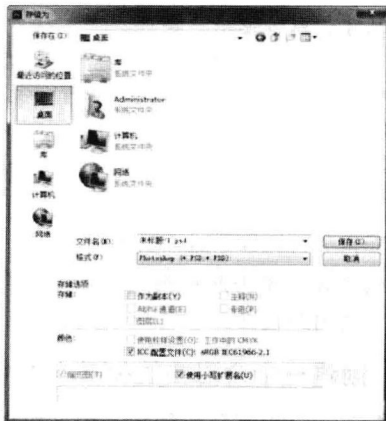 存储为
保存在(I):
桌面
最近访问的位置
桌面
库
计算机
网络
库
系统文件夹
Administrator
系统文件夹
计算机
系统文件夹
网络
系统文件夹
文件名(N):
未标题-1.psd
保存(S)
格式(F):
Photoshop (*.PSD;*.PDD)
取消
存储选项
存储:
作为副本(Y)
注释(N)
Alpha 通道(E)
专色(P)
图层(L)
颜色:
使用校样设置(O): 工作中的 CMYK
ICC 配置文件(C): sRGB IEC61966-2.1
缩览图(T)
使用小写扩展名(U)